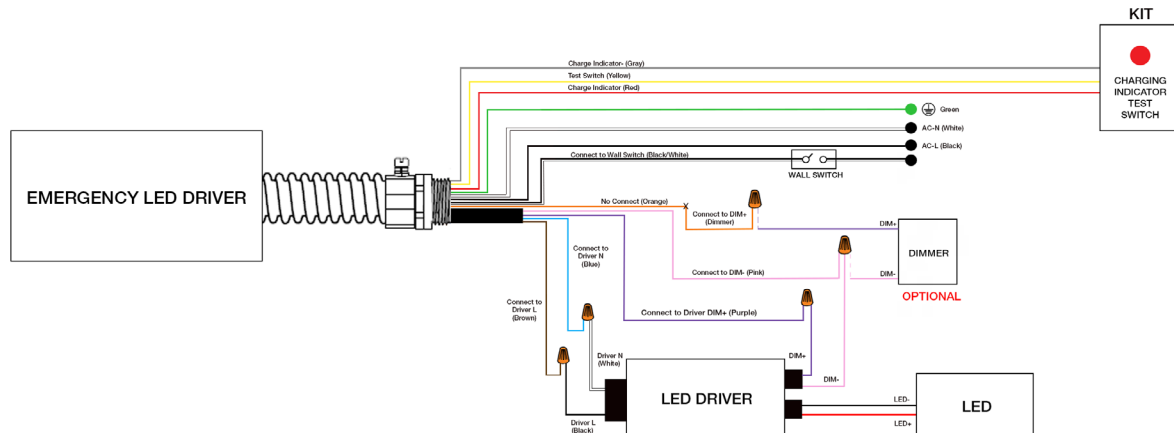 KIT
CHARGING
INDICATOR
TEST
SWITCH
Charge Indicator- (Gray)
Test Switch (Yellow)
Charge Indicator (Red)
Green
AC-N (White)
AC-L (Black)
Connect to Wall Switch (Black/White)
WALL SWITCH
EMERGENCY LED DRIVER
No Connect (Orange)
x
Connect to DIM+
(Dimmer)
DIM+
DIMMER
DIM-
OPTIONAL
Connect to
Driver N
(Blue)
Connect to DIM- (Pink)
Connect to
Driver L
(Brown)
Connect to Driver DIM+ (Purple)
Driver N
(White)
DIM+
DIM-
LED DRIVER
LED-
LED+
LED
Driver L
(Black)